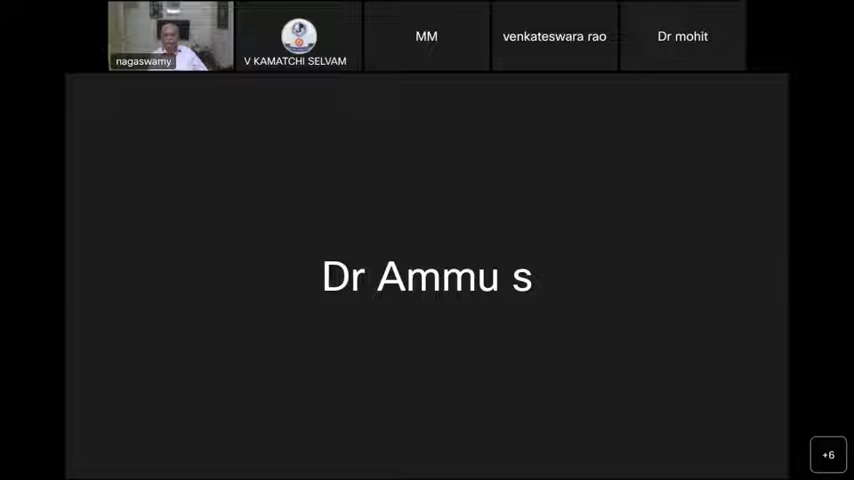 nagaswamy
V KAMATCHI SELVAM
MM
venkateswara rao
Dr mohit
Dr Ammu s
+6